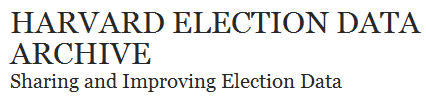 HARVARD ELECTION DATA
ARCHIVE
Sharing and Improving Election Data